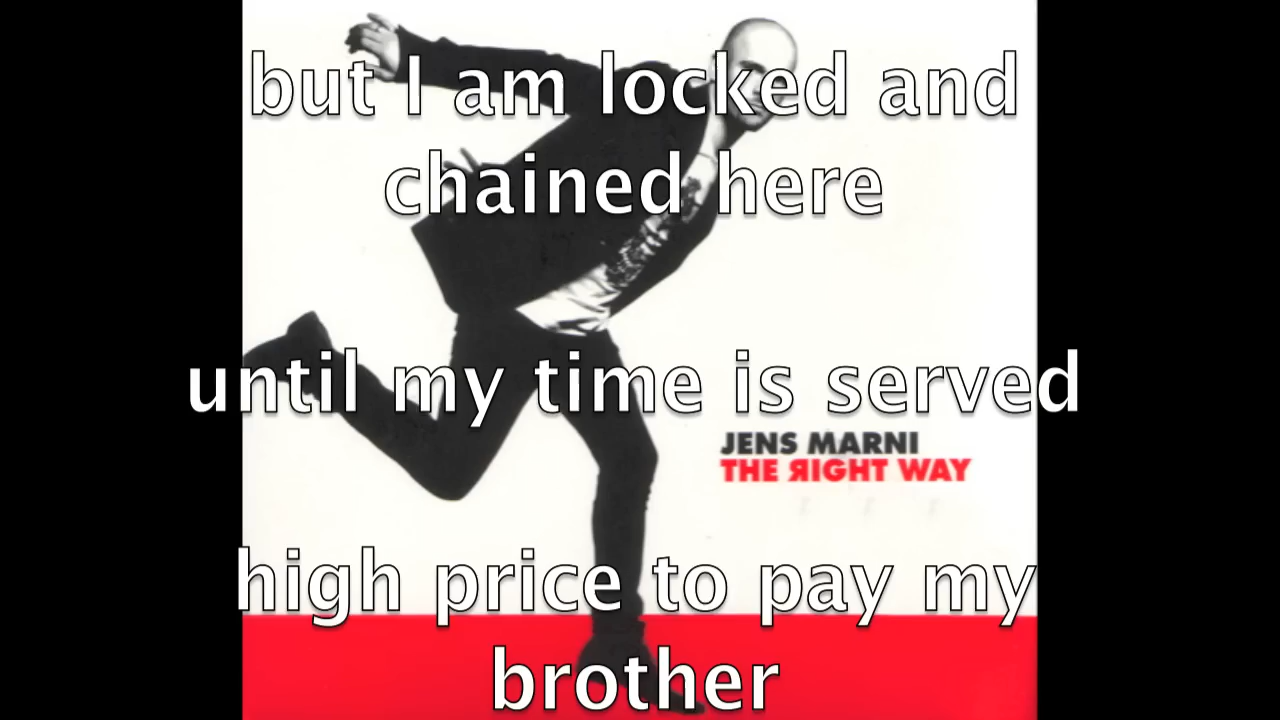 but I am locked and
chained here
until my time is served
JENS MARNI
THE ЯIGHT WAY
high price to pay my
brother